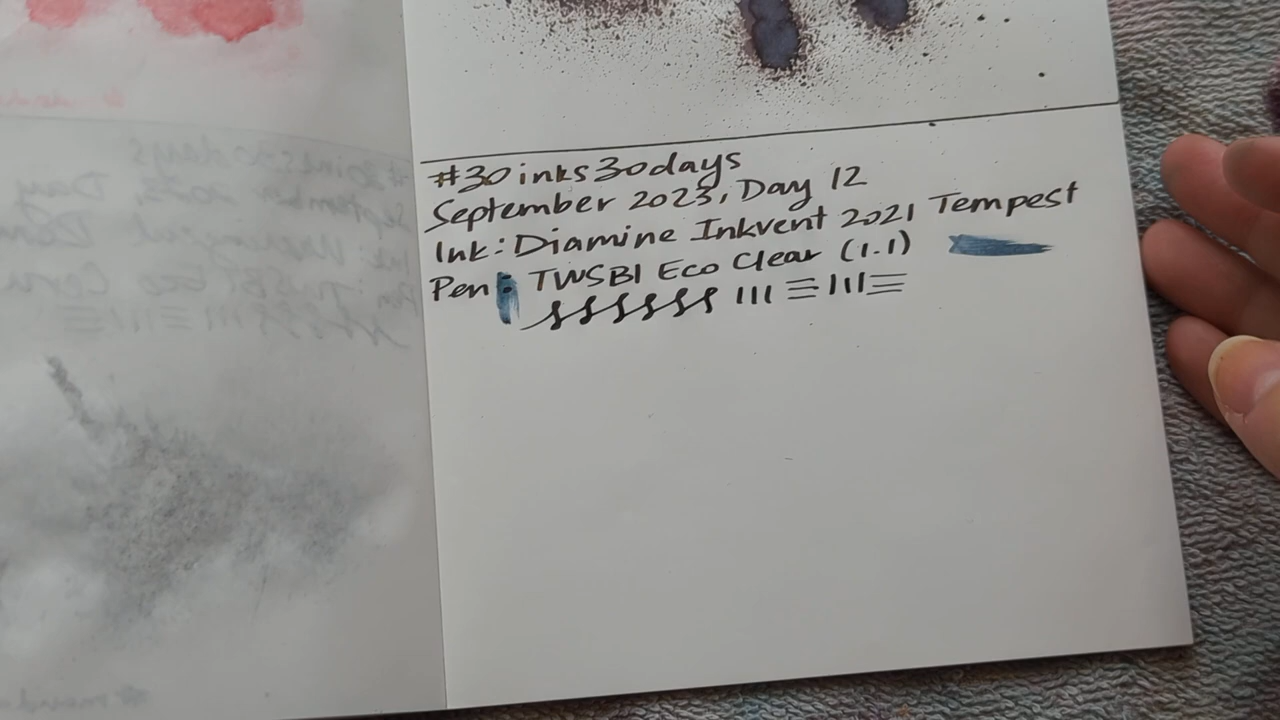 #30inks30days
September 2023, Day 12
Ink: Diamine Inkvent 2021 Tempest
Pen: TWSBI Eco Clear (1.1)